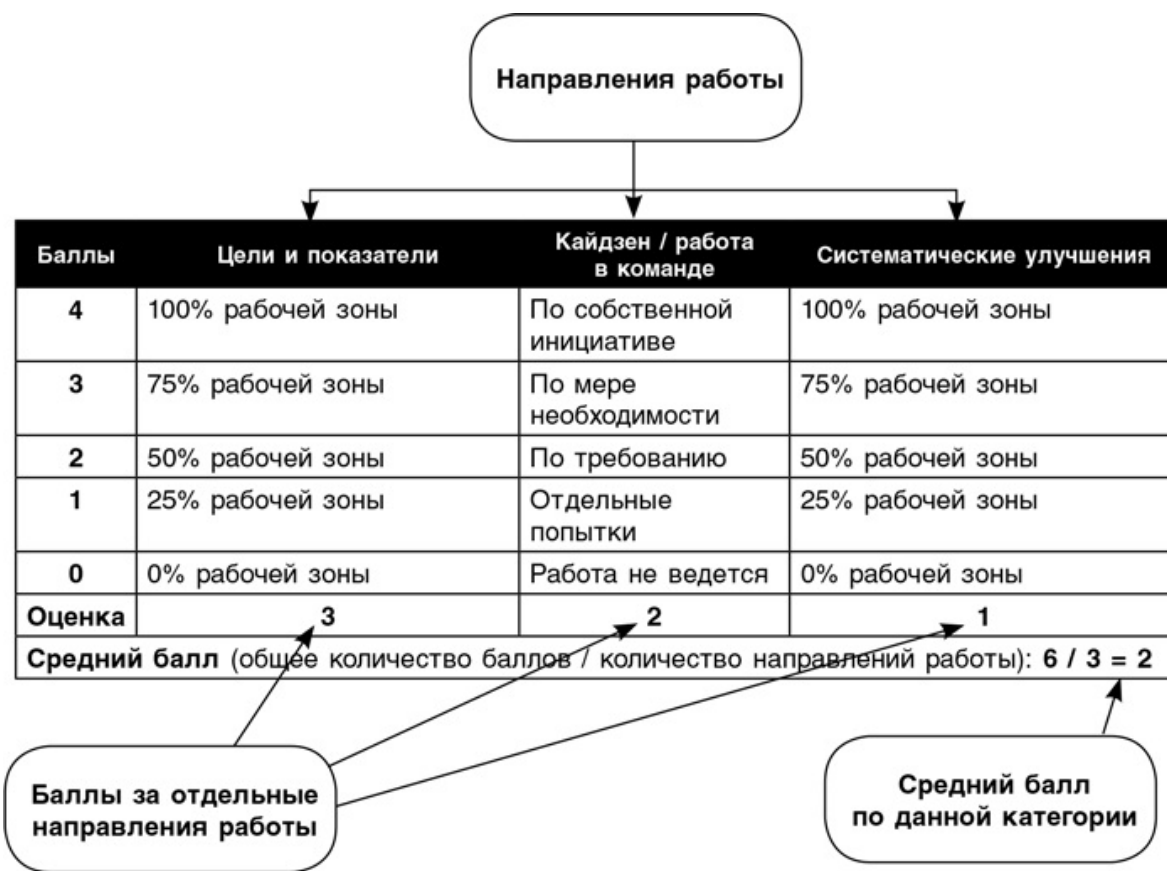 Направления работы
Баллы Цели и показатели Кайдзен / работа в команде Систематические улучшения
4 100% рабочей зоны По собственной инициативе 100% рабочей зоны
3 75% рабочей зоны По мере необходимости 75% рабочей зоны
2 50% рабочей зоны По требованию 50% рабочей зоны
1 25% рабочей зоны Отдельные попытки 25% рабочей зоны
0 0% рабочей зоны Работа не ведется 0% рабочей зоны
Оценка 3 2 1
Средний балл (общее количество баллов / количество направлений работы): 6 / 3 = 2
Баллы за отдельные
направления работы
Средний балл
по данной категории